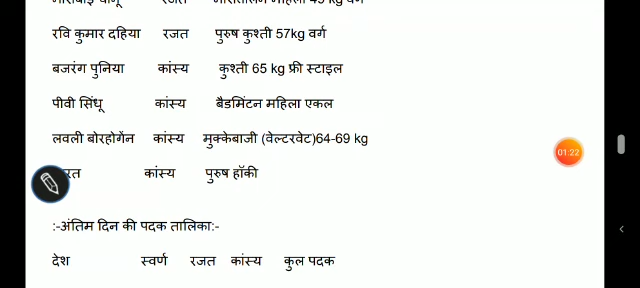 रवि कुमार दहिया रजत पुरुष कुश्ती 57kg वर्ग
बजरंग पुनिया कांस्य कुश्ती 65 kg फ्री स्टाइल
पीवी सिंधू कांस्य बैडमिंटन महिला एकल
लवली बोरहोगेंन कांस्य मुक्केबाजी (वेल्टरवेट)64-69 kg
कांस्य पुरुष हॉकी
:-अंतिम दिन की पदक तालिका:-
देश स्वर्ण रजत कांस्य कुल पदक
01:22